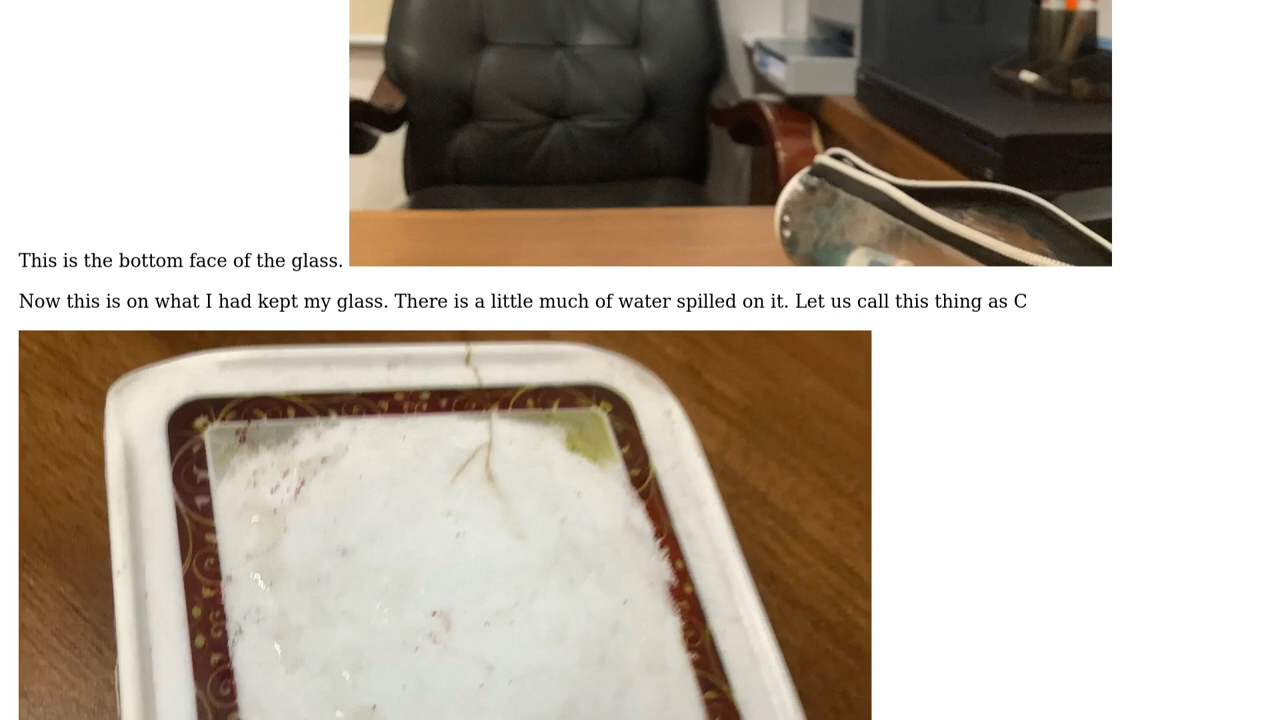 This is the bottom face of the glass.
Now this is on what I had kept my glass. There is a little much of water spilled on it. Let us call this thing as C